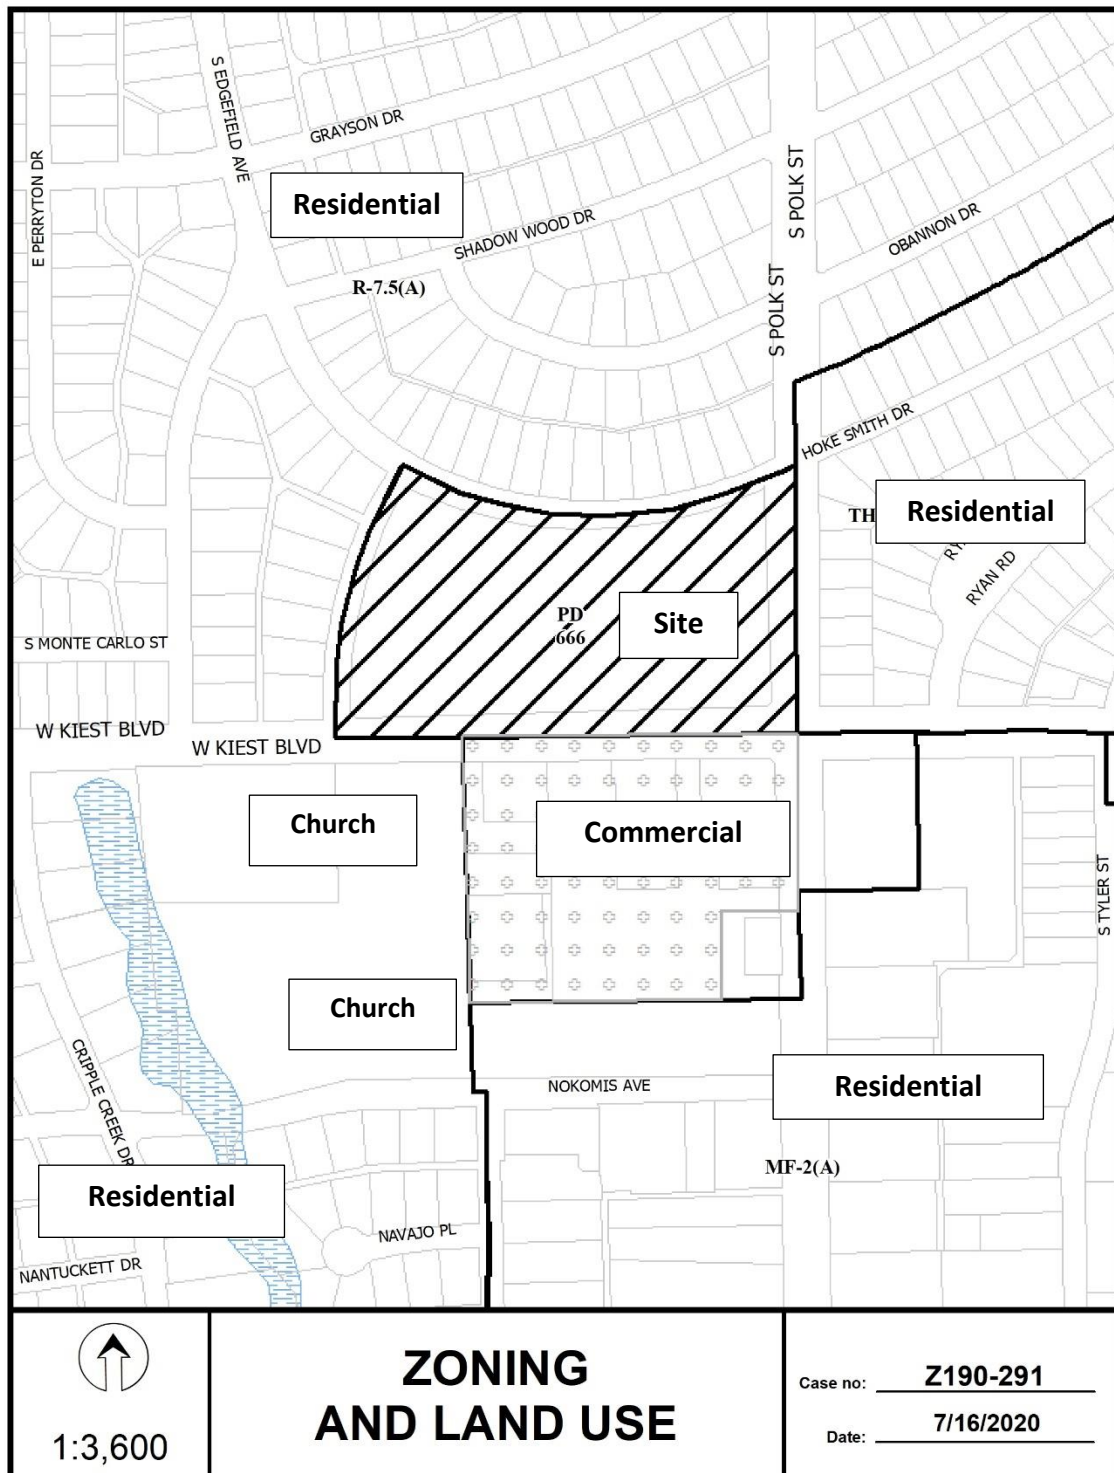 S EDGEFIELD AVE
GRAYSON DR
E PERRYTON DR
Residential
S POLK ST
SHADOW WOOD DR
OBANNON DR
R-7.5(A)
S POLK ST
HOKE SMITH DR
TH
Residential
RYAN RD
PD
666
Site
S MONTE CARLO ST
W KIEST BLVD
W KIEST BLVD
Church
Commercial
S TYLER ST
Church
CRIPPLE CREEK DR
NOKOMIS AVE
Residential
MF-2(A)
Residential
NAVAJO PL
NANTUCKETT DR
1:3,600
ZONING
AND LAND USE
Case no: Z190-291
Date: 7/16/2020